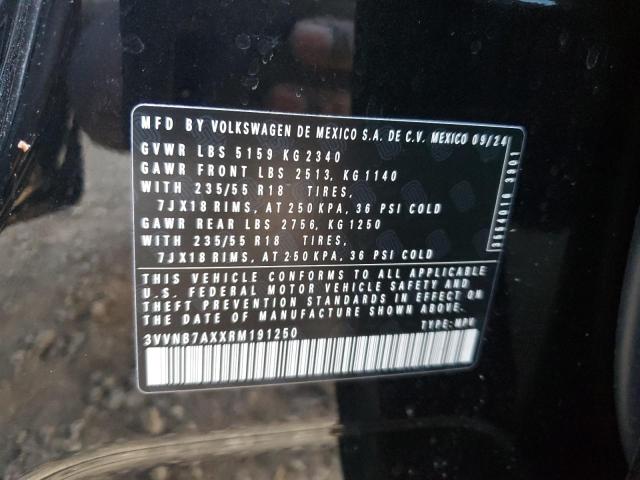 MFD BY VOLKSWAGEN DE MEXICO S.A. DE C.V. MEXICO 09/24
GVWR LBS 5159 KG 2340
GAWR FRONT LBS 2513, KG 1140
WITH 235/55 R18 TIRES,
7JX18 RIMS, AT 250 KPA, 36 PSI COLD
GAWR REAR LBS 2756, KG 1250
WITH 235/55 R18 TIRES,
7JX18 RIMS, AT 250 KPA, 36 PSI COLD
THIS VEHICLE CONFORMS TO ALL APPLICABLE
U.S. FEDERAL MOTOR VEHICLE SAFETY AND
THEFT PREVENTION STANDARDS IN EFFECT ON
DATE OF MANUFACTURE SHOWN ABOVE.
3VVNB7AXXRM191250 TYPE: MPV